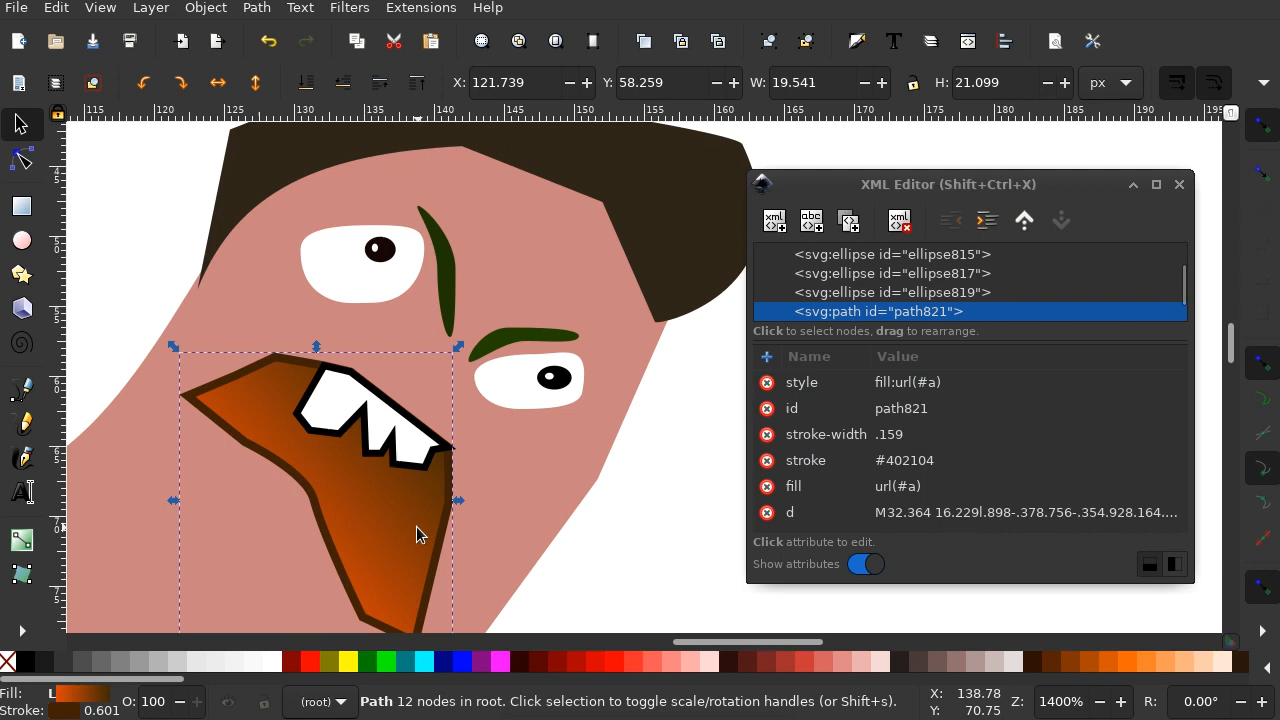 File Edit View Layer Object Path Text Filters Extensions Help
X: 121.739 Y: 58.259 W: 19.541 H: 21.099 px
115 120 125 130 135 140 145 150 155 160 165 170 175 180 185 190 195
XML Editor (Shift+Ctrl+X)
<svg:ellipse id="ellipse815">
<svg:ellipse id="ellipse817">
<svg:ellipse id="ellipse819">
<svg:path id="path821">
Click to select nodes, drag to rearrange.
Name Value
style fill:url(#a)
id path821
stroke-width .159
stroke #402104
fill url(#a)
d M32.364 16.229l.898-.378.756-.354.928.164....
Click attribute to edit.
Show attributes
Fill: L O: 100 (root) Path 12 nodes in root. Click selection to toggle scale/rotation handles (or Shift+s). X: 138.78 Z: 1400% R: 0.00°
Stroke: 0.601 Y: 70.75